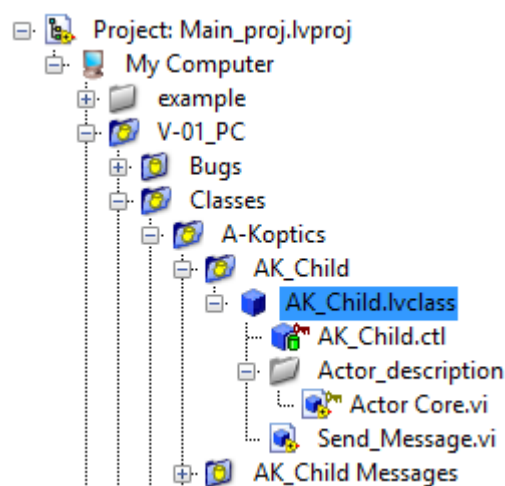 Project: Main_proj.lvproj
My Computer
example
V-01_PC
Bugs
Classes
A-Koptics
AK_Child
AK_Child.lvclass
AK_Child.ctl
Actor_description
Actor Core.vi
Send_Message.vi
AK_Child Messages